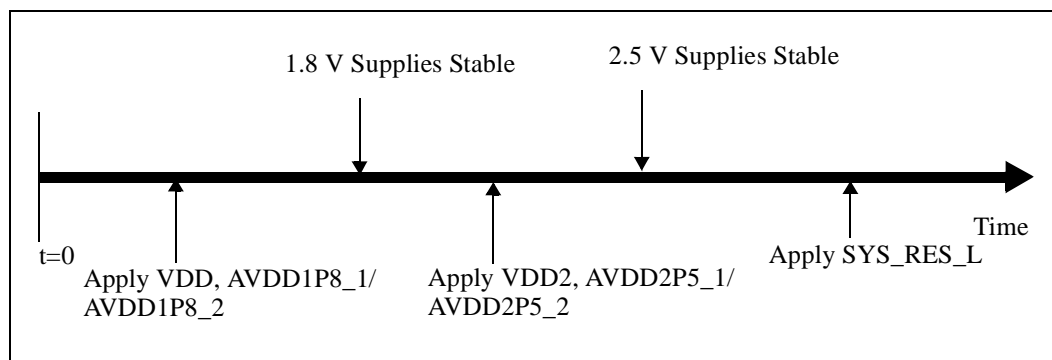 1.8 V Supplies Stable
2.5 V Supplies Stable
Time
t=0
Apply VDD, AVDD1P8_1/
AVDD1P8_2
Apply VDD2, AVDD2P5_1/
AVDD2P5_2
Apply SYS_RES_L